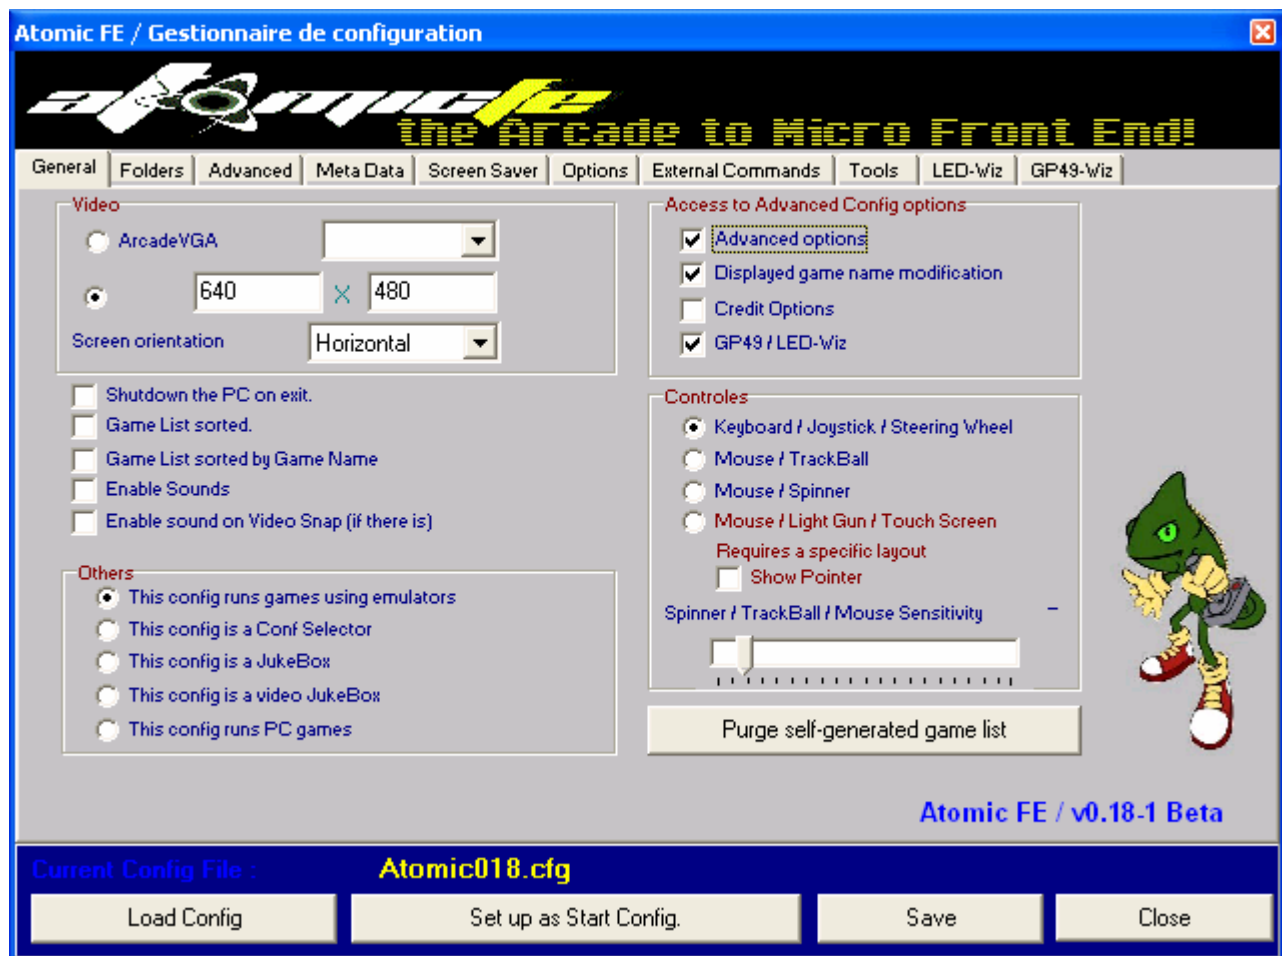 Atomic FE / Gestionnaire de configuration
atomicfe
the Arcade to Micro Front End!
General Folders Advanced Meta Data Screen Saver Options External Commands Tools LED-Wiz GP49-Wiz
Video
ArcadeVGA
640 X 480
Screen orientation Horizontal
Shutdown the PC on exit.
Game List sorted.
Game List sorted by Game Name
Enable Sounds
Enable sound on Video Snap (if there is)
Others
This config runs games using emulators
This config is a Conf Selector
This config is a JukeBox
This config is a video JukeBox
This config runs PC games
Access to Advanced Config options
Advanced options
Displayed game name modification
Credit Options
GP49 / LED-Wiz
Controles
Keyboard / Joystick / Steering Wheel
Mouse / TrackBall
Mouse / Spinner
Mouse / Light Gun / Touch Screen
Requires a specific layout
Show Pointer
Spinner / TrackBall / Mouse Sensitivity -
Purge self-generated game list
Atomic FE / v0.18-1 Beta
Current Config File : Atomic018.cfg
Load Config Set up as Start Config. Save Close